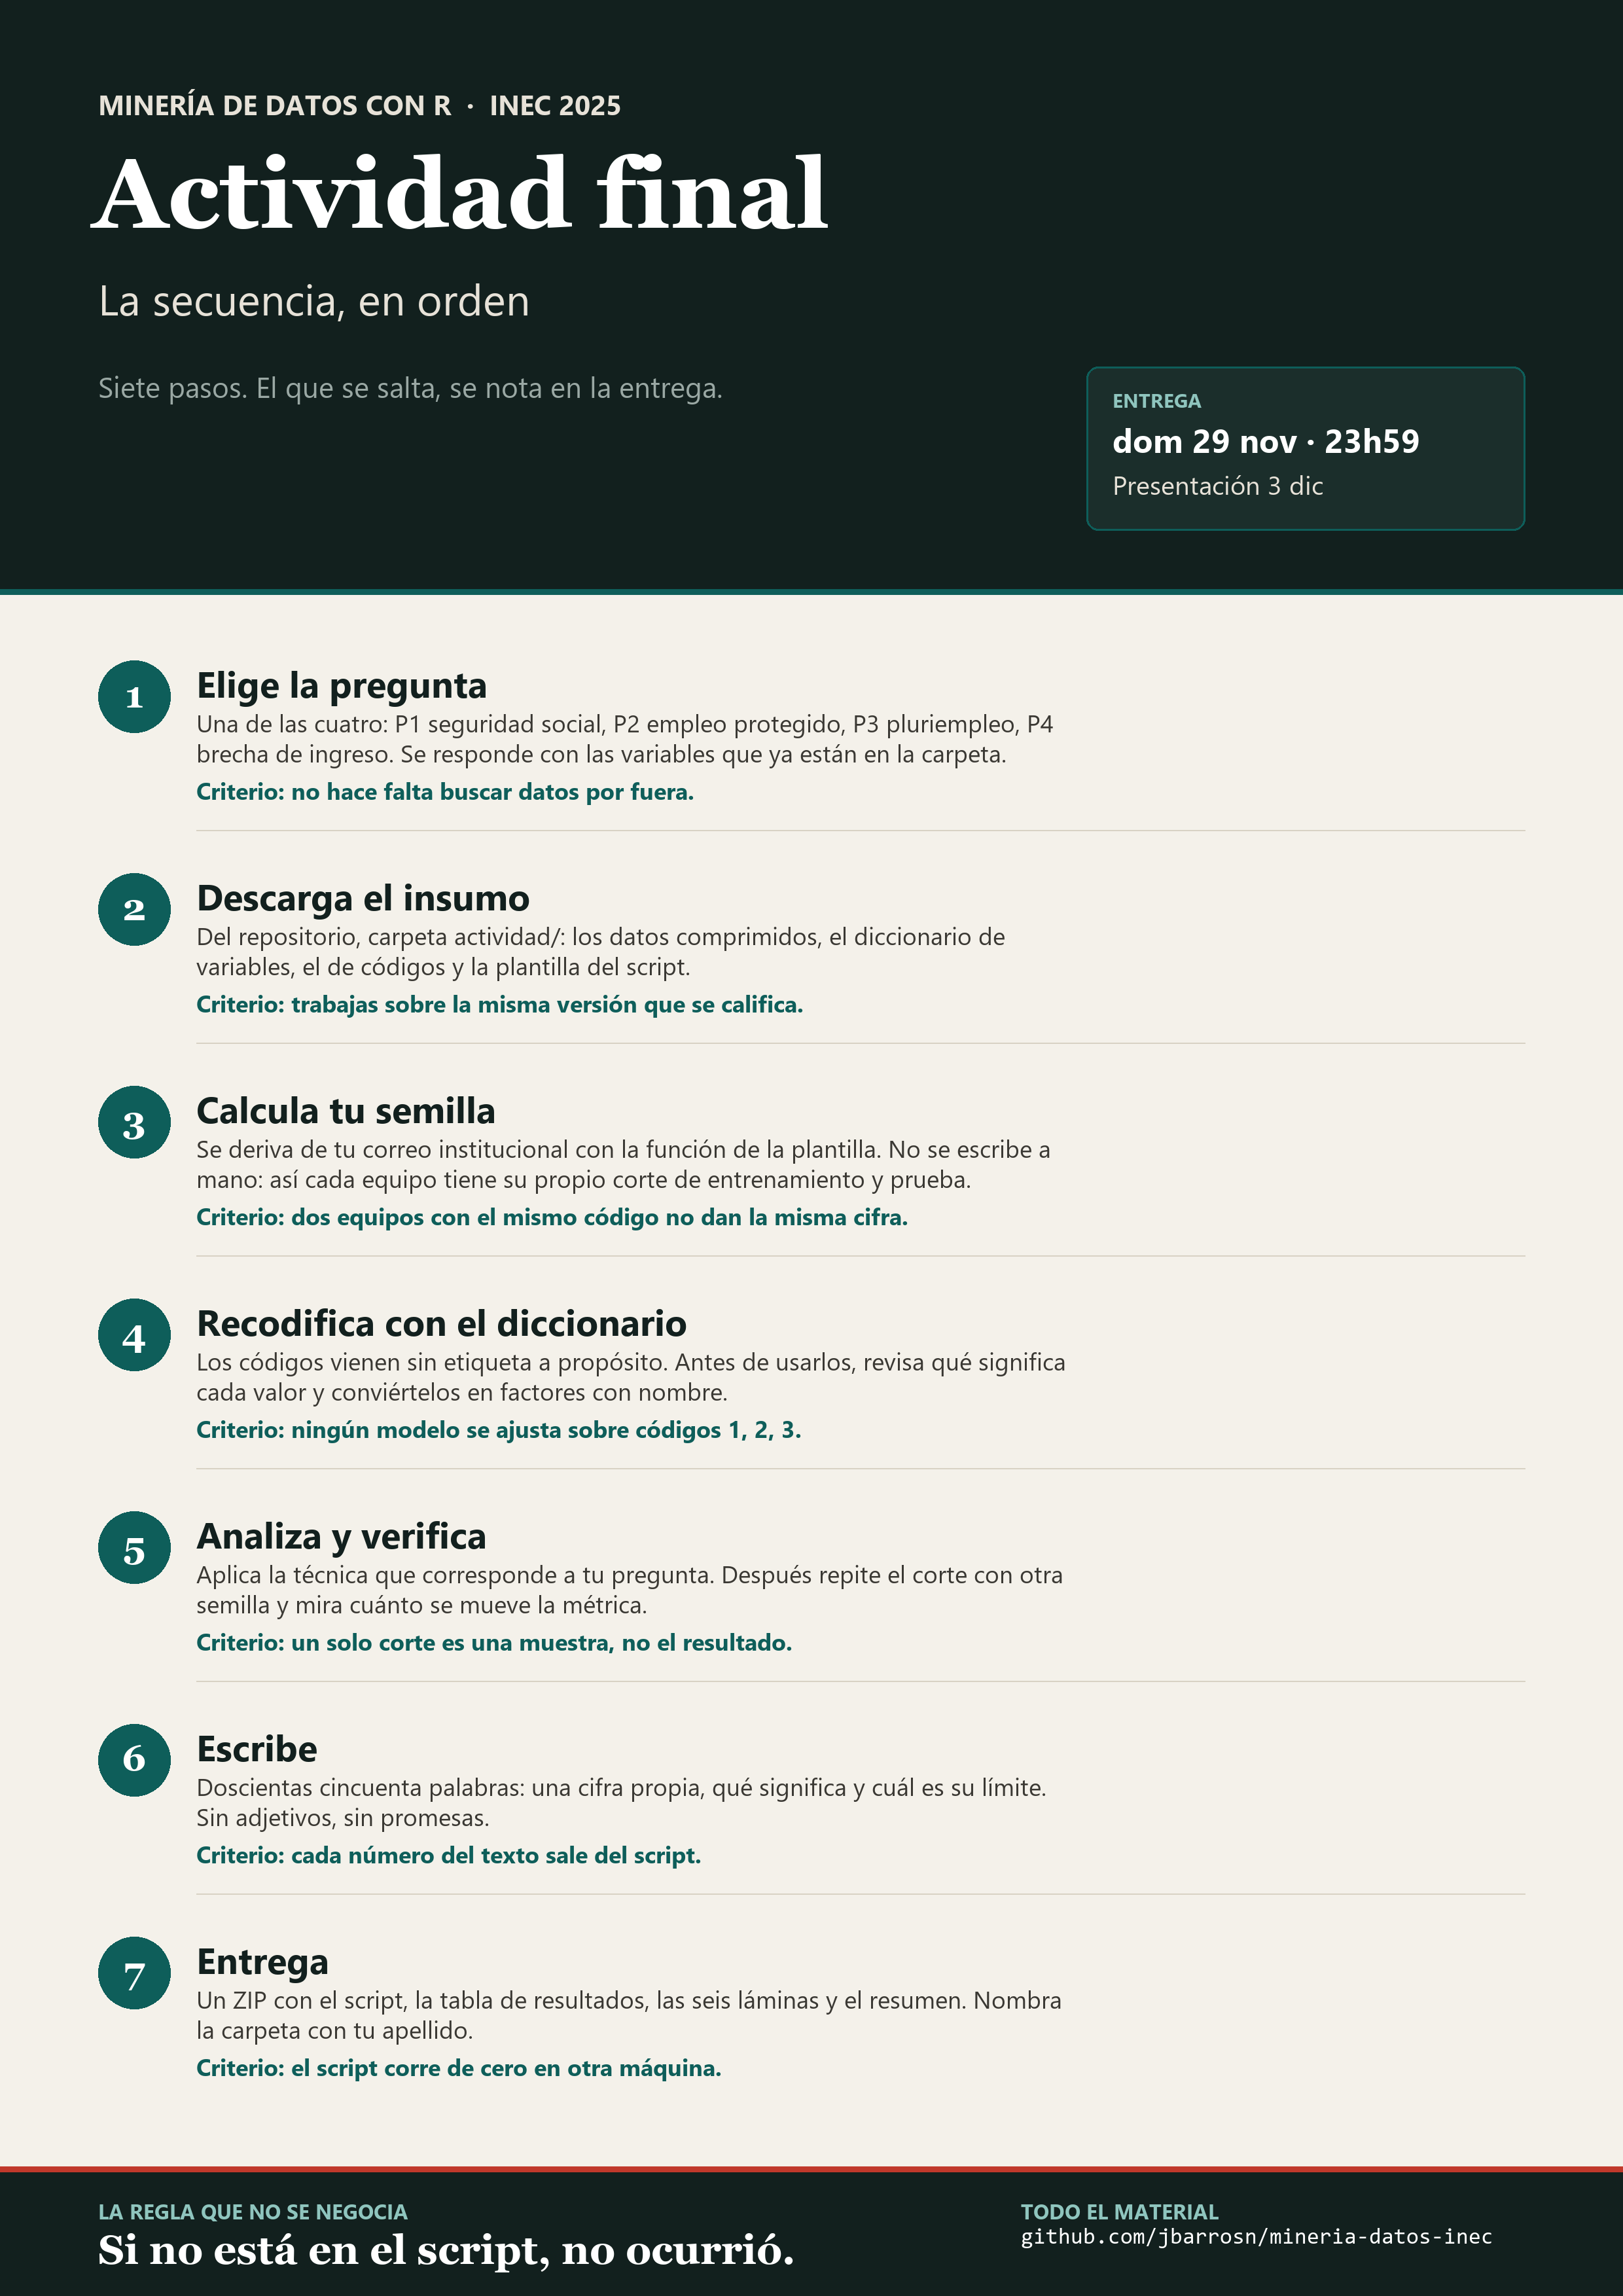 MINERÍA DE DATOS CON R · INEC 2025
Actividad final
La secuencia, en orden
Siete pasos. El que se salta, se nota en la entrega.
ENTREGA
dom 29 nov · 23h59
Presentación 3 dic
1
Elige la pregunta
Una de las cuatro: P1 seguridad social, P2 empleo protegido, P3 pluriempleo, P4
brecha de ingreso. Se responde con las variables que ya están en la carpeta.
Criterio: no hace falta buscar datos por fuera.
2
Descarga el insumo
Del repositorio, carpeta actividad/: los datos comprimidos, el diccionario de
variables, el de códigos y la plantilla del script.
Criterio: trabajas sobre la misma versión que se califica.
3
Calcula tu semilla
Se deriva de tu correo institucional con la función de la plantilla. No se escribe a
mano: así cada equipo tiene su propio corte de entrenamiento y prueba.
Criterio: dos equipos con el mismo código no dan la misma cifra.
4
Recodifica con el diccionario
Los códigos vienen sin etiqueta a propósito. Antes de usarlos, revisa qué significa
cada valor y conviértelos en factores con nombre.
Criterio: ningún modelo se ajusta sobre códigos 1, 2, 3.
5
Analiza y verifica
Aplica la técnica que corresponde a tu pregunta. Después repite el corte con otra
semilla y mira cuánto se mueve la métrica.
Criterio: un solo corte es una muestra, no el resultado.
6
Escribe
Doscientas cincuenta palabras: una cifra propia, qué significa y cuál es su límite.
Sin adjetivos, sin promesas.
Criterio: cada número del texto sale del script.
7
Entrega
Un ZIP con el script, la tabla de resultados, las seis láminas y el resumen. Nombra
la carpeta con tu apellido.
Criterio: el script corre de cero en otra máquina.
LA REGLA QUE NO SE NEGOCIA
Si no está en el script, no ocurrió.
TODO EL MATERIAL
github.com/jbarrosn/mineria-datos-inec